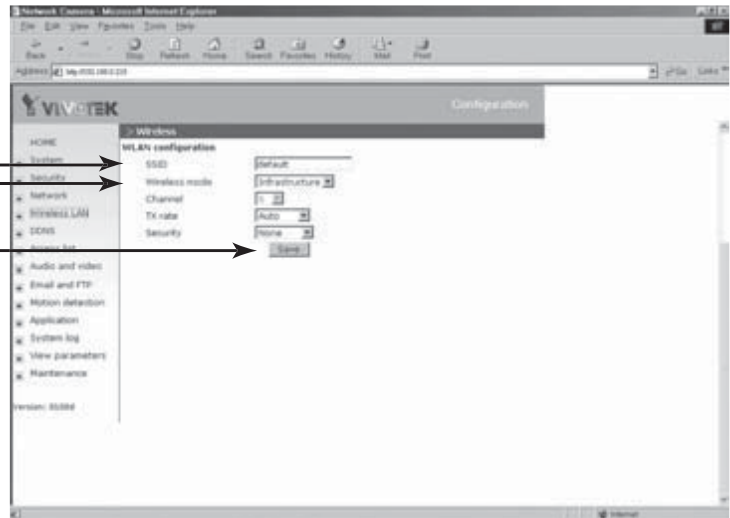 Network Camera - Microsoft Internet Explorer
File Edit View Favorites Tools Help
Back Stop Refresh Home Search Favorites History Mail Print
Address Go Links
VIVOTEK
Configuration
> Wireless
HOME
System
Security
Network
Wireless LAN
DDNS
Access list
Audio and video
Email and FTP
Motion detection
Application
System log
View parameters
Maintenance
Version:
WLAN configuration
SSID default
Wireless mode Infrastructure
Channel
TX rate Auto
Security None
Save
Internet